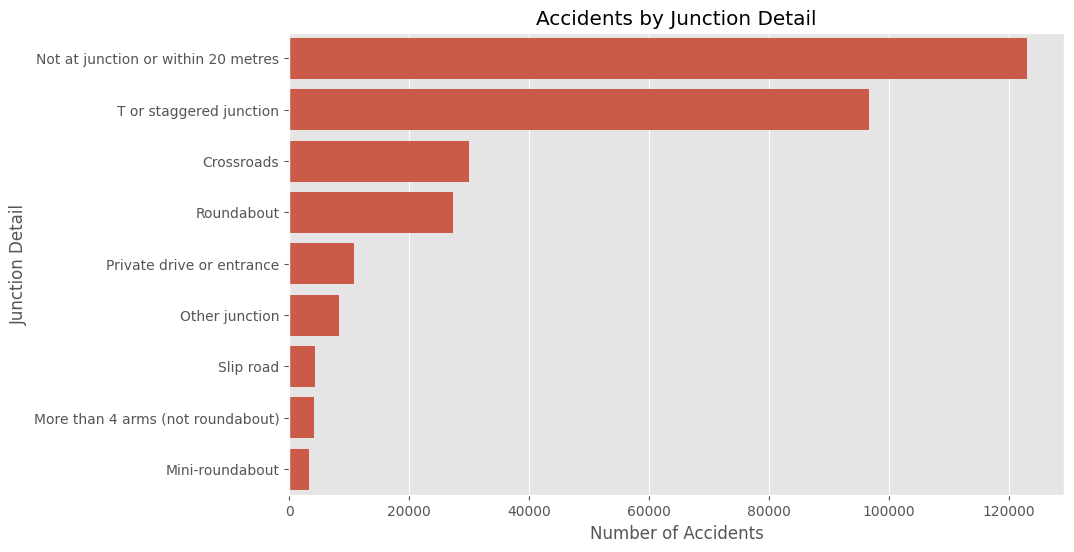 Accidents by Junction Detail
Junction Detail
Not at junction or within 20 metres
T or staggered junction
Crossroads
Roundabout
Private drive or entrance
Other junction
Slip road
More than 4 arms (not roundabout)
Mini-roundabout
0 20000 40000 60000 80000 100000 120000
Number of Accidents